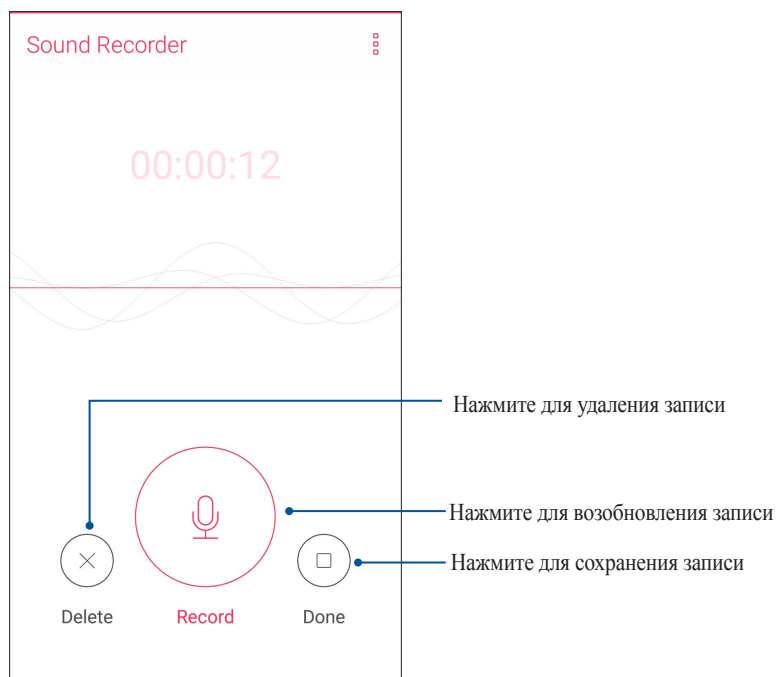 Sound Recorder
00:00:12
Нажмите для удаления записи
Нажмите для возобновления записи
Нажмите для сохранения записи
Delete
Record
Done